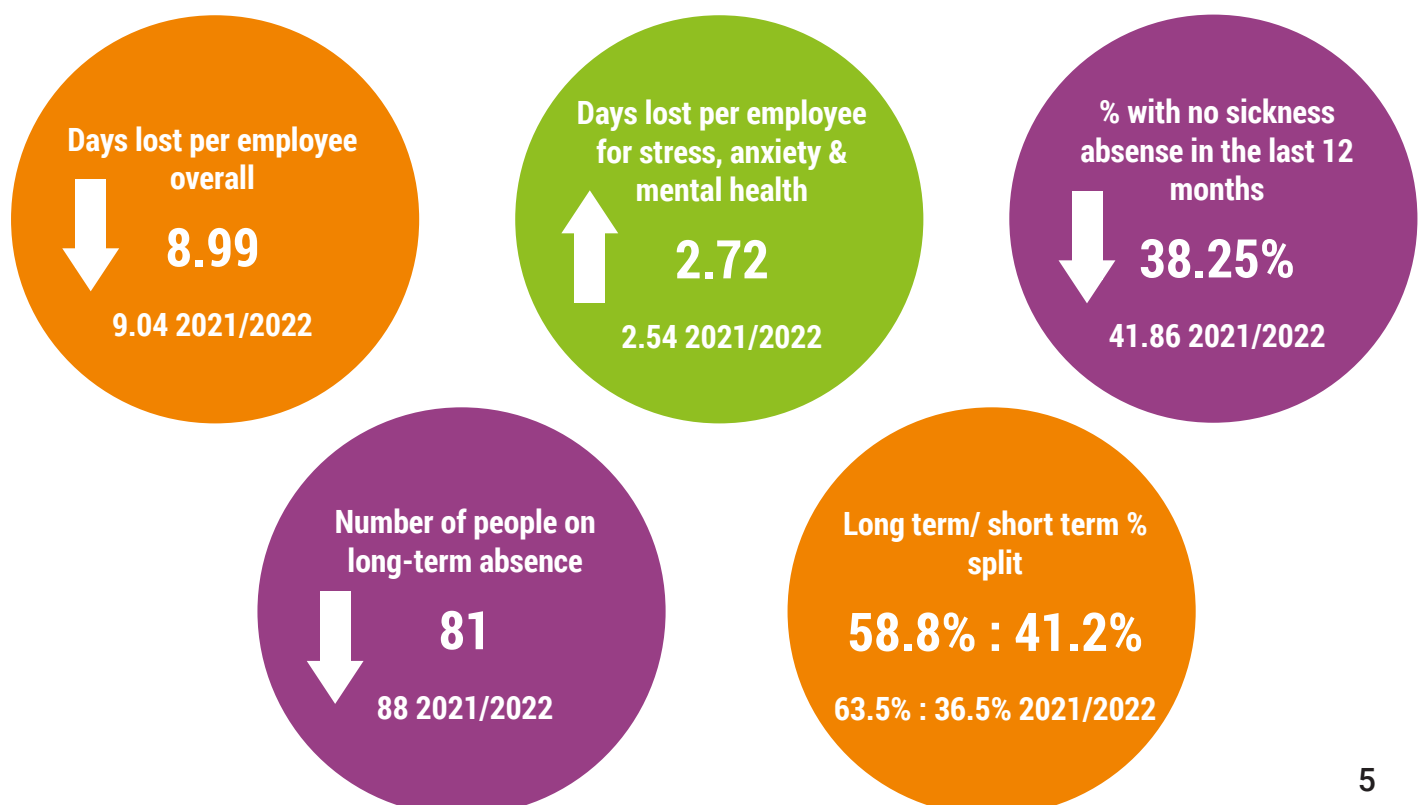 Days lost per employee
overall
8.99
9.04 2021/2022
Days lost per employee
for stress, anxiety &
mental health
2.72
2.54 2021/2022
% with no sickness
absense in the last 12
months
38.25%
41.86 2021/2022
Number of people on
long-term absence
81
88 2021/2022
Long term/ short term %
split
58.8% : 41.2%
63.5% : 36.5% 2021/2022
5